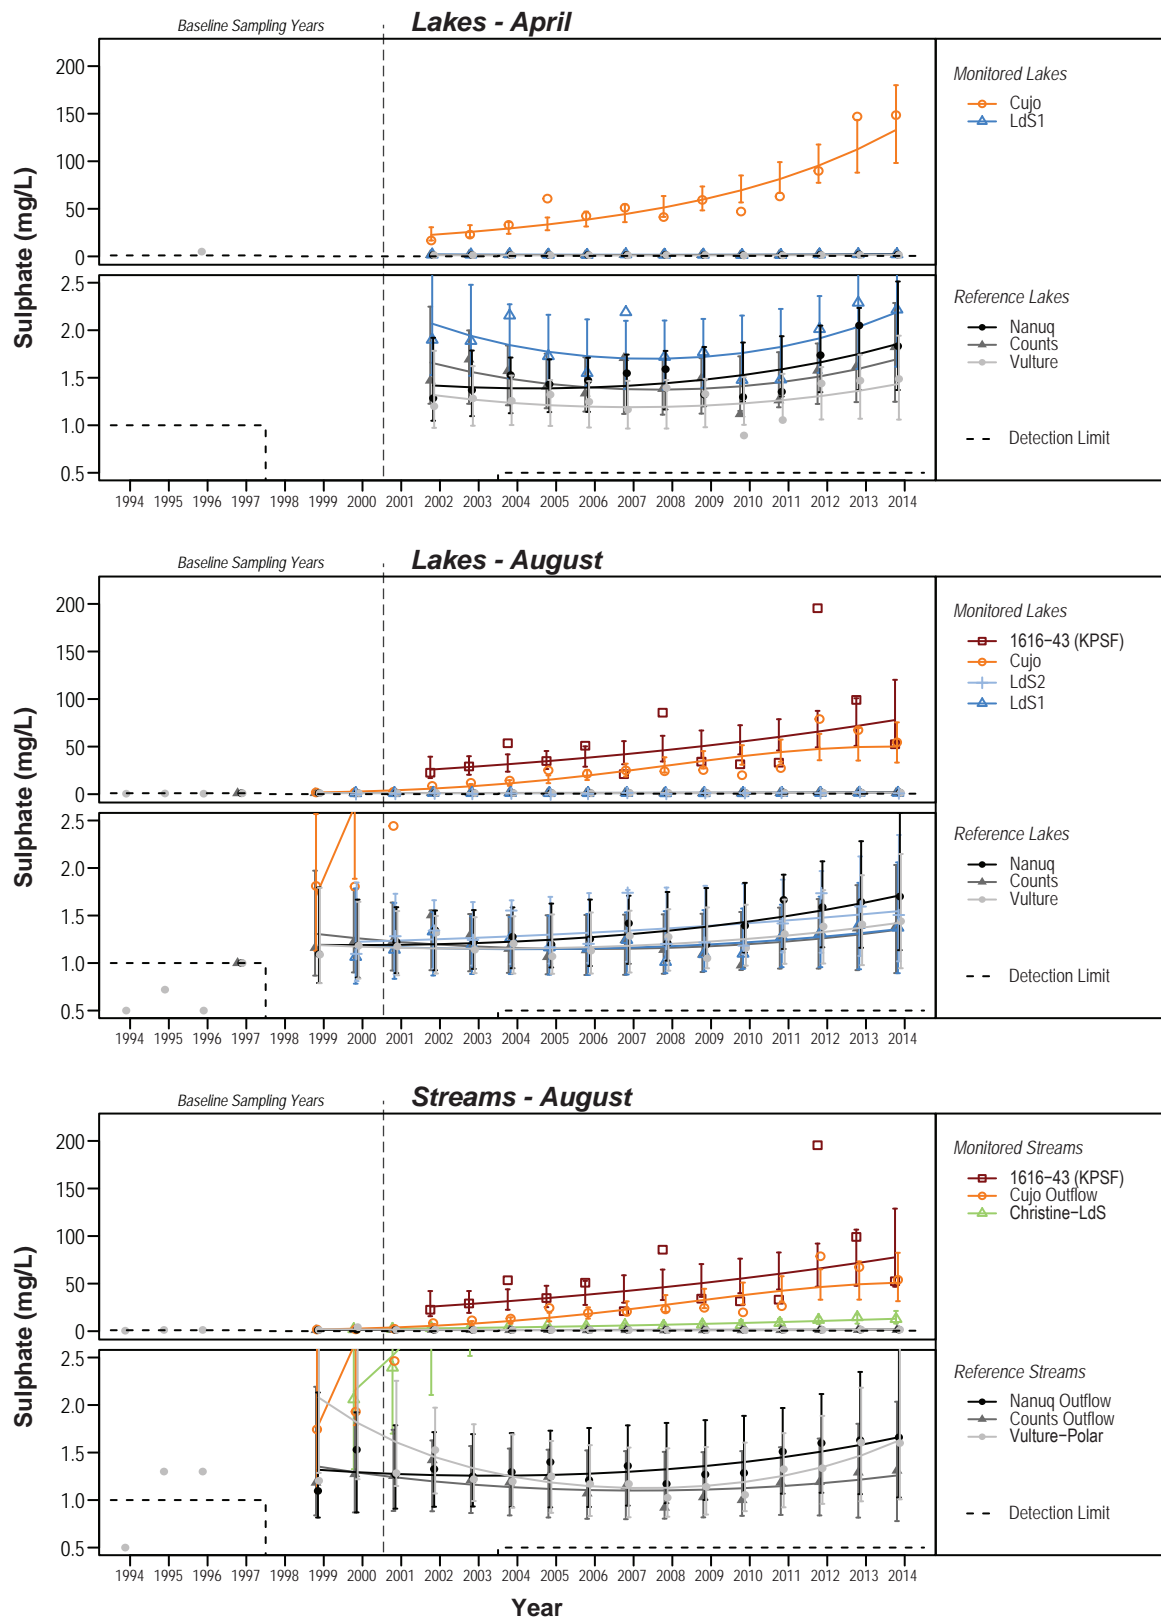 Baseline Sampling Years
Lakes - April
Sulphate (mg/L)
200
150
100
50
0
2.5
2.0
1.5
1.0
0.5
1994 1995 1996 1997 1998 1999 2000 2001 2002 2003 2004 2005 2006 2007 2008 2009 2010 2011 2012 2013 2014
Monitored Lakes
Cujo
LdS1
Reference Lakes
Nanuq
Counts
Vulture
Detection Limit
Baseline Sampling Years
Lakes - August
Sulphate (mg/L)
200
150
100
50
0
2.5
2.0
1.5
1.0
0.5
1994 1995 1996 1997 1998 1999 2000 2001 2002 2003 2004 2005 2006 2007 2008 2009 2010 2011 2012 2013 2014
Monitored Lakes
1616−43 (KPSF)
Cujo
LdS2
LdS1
Reference Lakes
Nanuq
Counts
Vulture
Detection Limit
Baseline Sampling Years
Streams - August
Sulphate (mg/L)
200
150
100
50
0
2.5
2.0
1.5
1.0
0.5
1994 1995 1996 1997 1998 1999 2000 2001 2002 2003 2004 2005 2006 2007 2008 2009 2010 2011 2012 2013 2014
Monitored Streams
1616−43 (KPSF)
Cujo Outflow
Christine−LdS
Reference Streams
Nanuq Outflow
Counts Outflow
Vulture−Polar
Detection Limit
Year